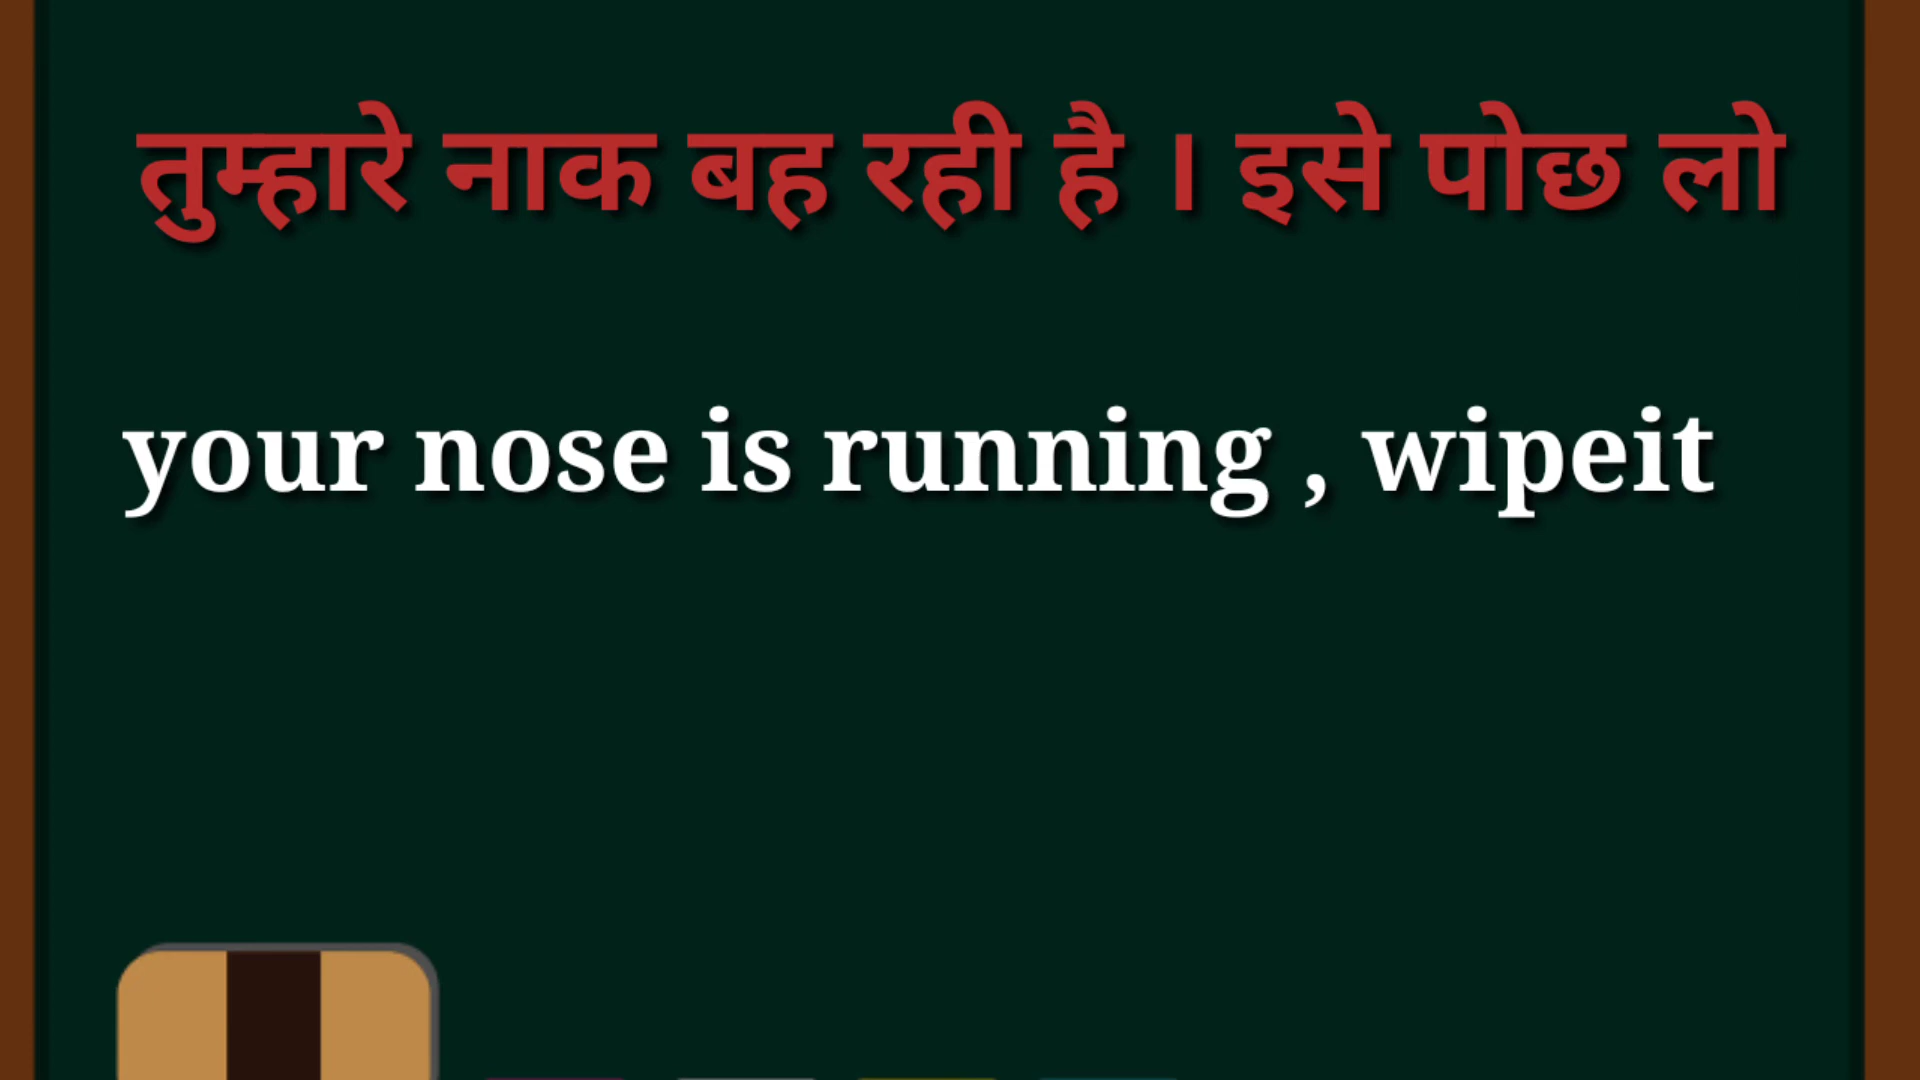 तुम्हारे नाक बह रही है । इसे पोछ लो
your nose is running , wipeit